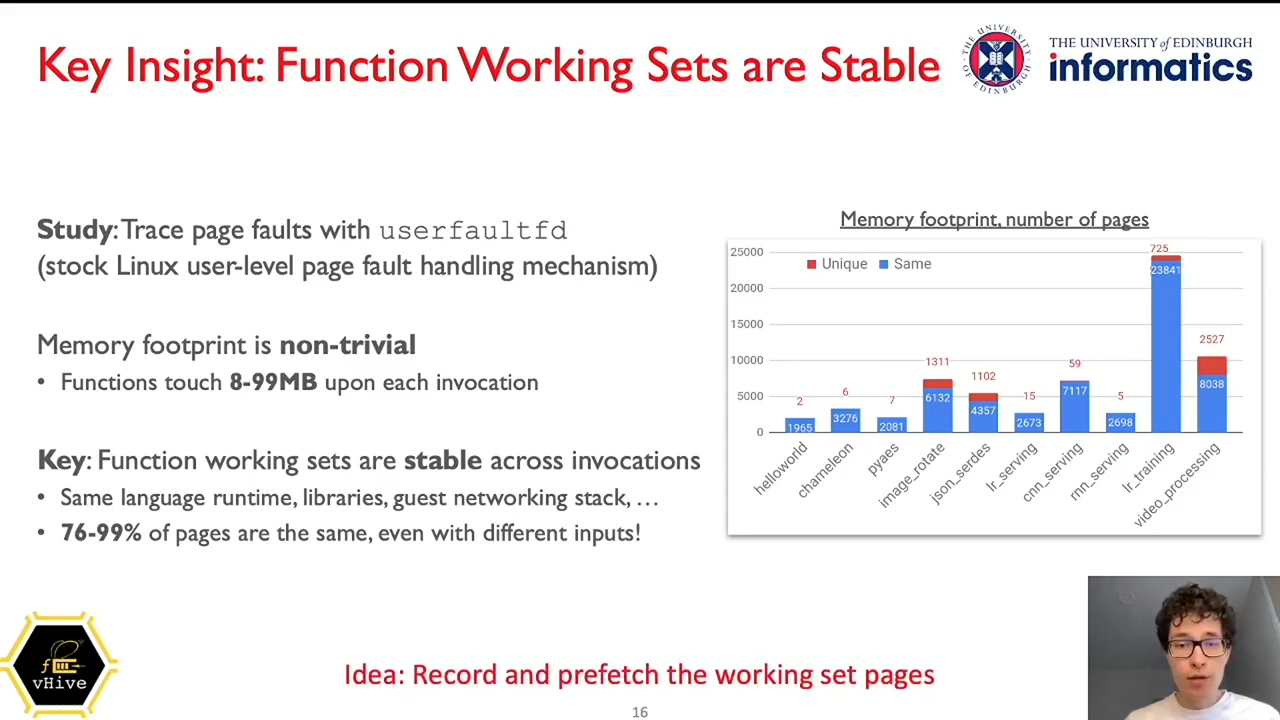 Key Insight: Function Working Sets are Stable
THE UNIVERSITY of EDINBURGH
informatics
Study: Trace page faults with userfaultfd
(stock Linux user-level page fault handling mechanism)
Memory footprint is non-trivial
• Functions touch 8-99MB upon each invocation
Key: Function working sets are stable across invocations
• Same language runtime, libraries, guest networking stack, …
• 76-99% of pages are the same, even with different inputs!
Memory footprint, number of pages
Unique Same
25000
20000
15000
10000
5000
0
2 6 7 1311 1102 15 59 5 725 2527
1965 3276 2081 6132 4357 2673 7117 2698 23841 8038
helloworld
chameleon
pyaes
image_rotate
json_serdes
lr_serving
cnn_serving
rnn_serving
lr_training
video_processing
vHive
Idea: Record and prefetch the working set pages
16